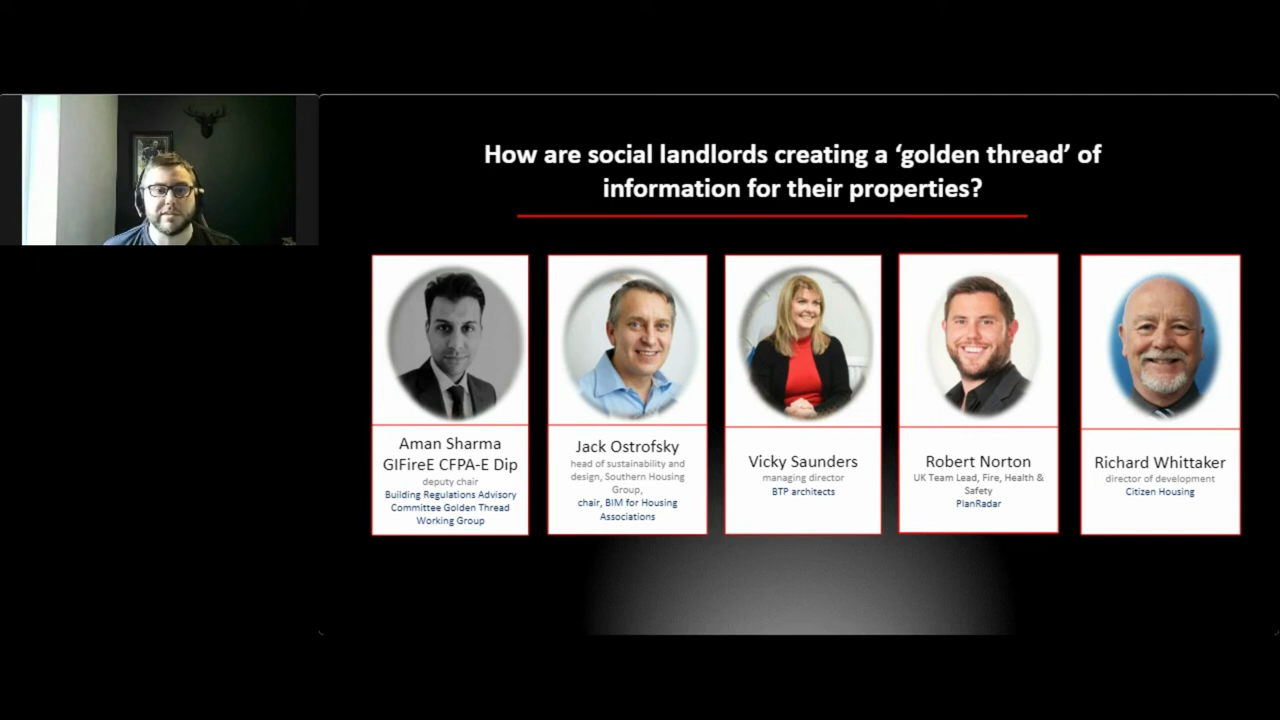 How are social landlords creating a ‘golden thread’ of
information for their properties?
Aman Sharma
GIFireE CFPA-E Dip
deputy chair
Building Regulations Advisory
Committee Golden Thread
Working Group
Jack Ostrofsky
head of sustainability and
design, Southern Housing
Group,
chair, BIM for Housing
Associations
Vicky Saunders
managing director
BTP architects
Robert Norton
UK Team Lead, Fire, Health &
Safety
PlanRadar
Richard Whittaker
director of development
Citizen Housing